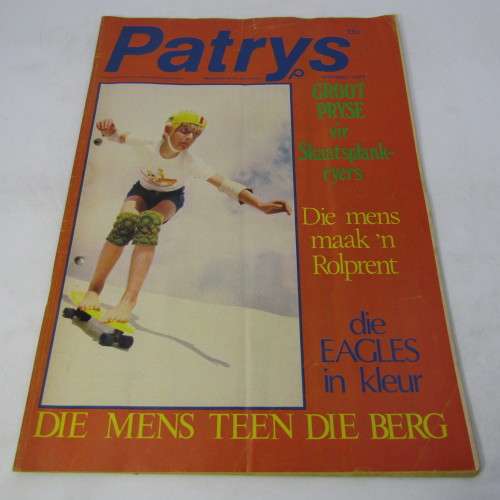 Patrys
GROOT
PRYSE
vir
Skaatsplank-
ryers
Die mens
maak 'n
Rolprent
die
EAGLES
in kleur
DIE MENS TEEN DIE BERG